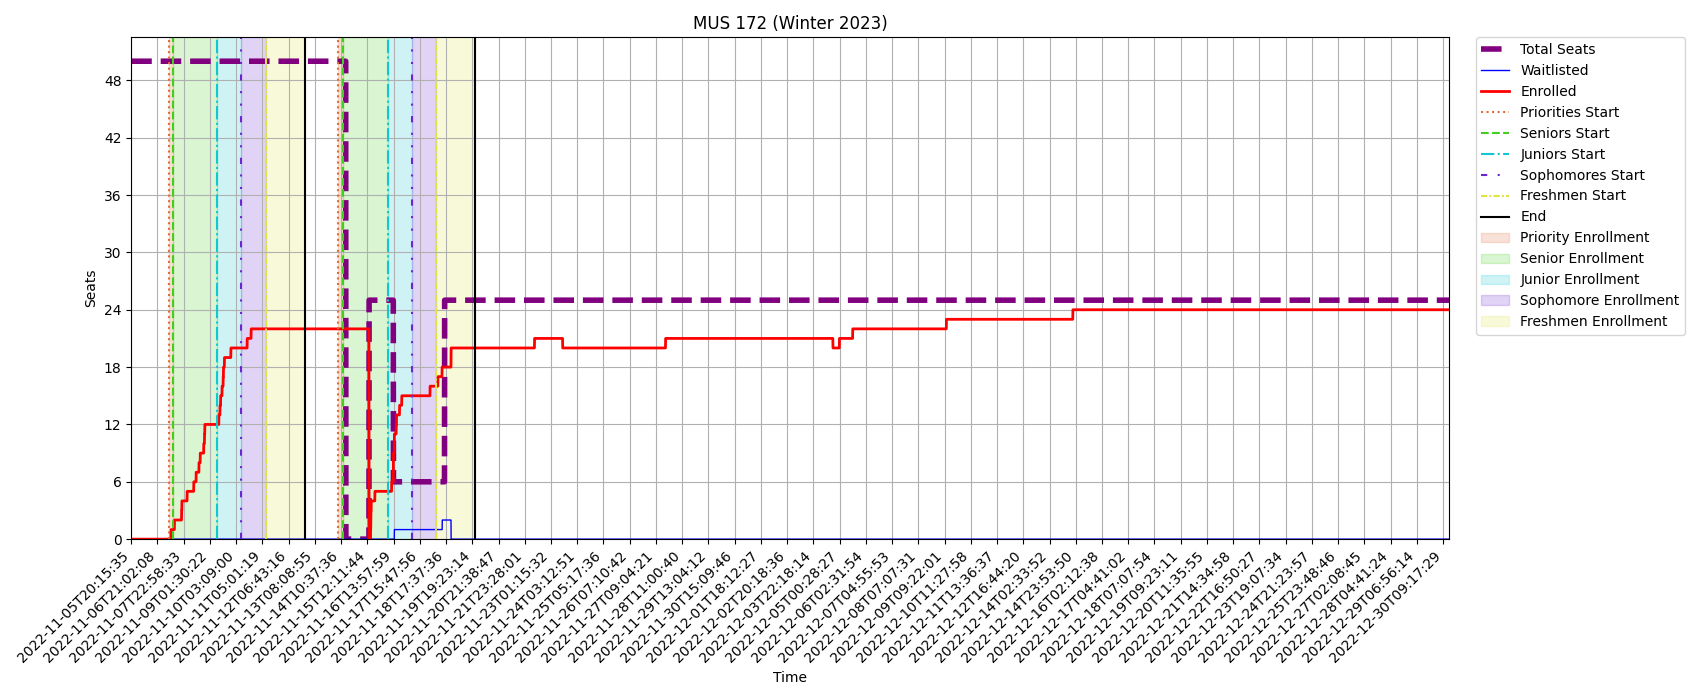 MUS 172 (Winter 2023)
Seats
48
42
36
30
24
18
12
6
0
2022-11-05T20:15:35
2022-11-06T21:02:08
2022-11-07T22:58:33
2022-11-09T01:30:22
2022-11-10T03:09:00
2022-11-11T05:01:19
2022-11-12T06:43:16
2022-11-13T08:08:55
2022-11-14T10:37:36
2022-11-15T12:11:44
2022-11-16T13:57:59
2022-11-17T15:47:56
2022-11-18T17:37:36
2022-11-19T19:23:14
2022-11-20T21:38:47
2022-11-21T23:28:01
2022-11-23T01:15:32
2022-11-24T03:12:51
2022-11-25T05:17:36
2022-11-26T07:10:42
2022-11-27T09:04:21
2022-11-28T11:00:40
2022-11-29T13:04:12
2022-11-30T15:09:46
2022-12-01T18:12:27
2022-12-02T20:18:36
2022-12-03T22:18:14
2022-12-05T00:28:27
2022-12-06T02:31:54
2022-12-07T04:55:53
2022-12-08T07:07:31
2022-12-09T09:22:01
2022-12-10T11:27:58
2022-12-11T13:36:37
2022-12-12T16:44:20
2022-12-14T02:33:52
2022-12-14T23:53:50
2022-12-16T02:12:38
2022-12-17T04:41:02
2022-12-18T07:07:54
2022-12-19T09:23:11
2022-12-20T11:35:55
2022-12-21T14:34:58
2022-12-22T16:50:27
2022-12-23T19:07:34
2022-12-24T21:23:57
2022-12-25T23:48:46
2022-12-27T02:08:45
2022-12-28T04:41:24
2022-12-29T06:56:14
2022-12-30T09:17:29
Time
Total Seats
Waitlisted
Enrolled
Priorities Start
Seniors Start
Juniors Start
Sophomores Start
Freshmen Start
End
Priority Enrollment
Senior Enrollment
Junior Enrollment
Sophomore Enrollment
Freshmen Enrollment